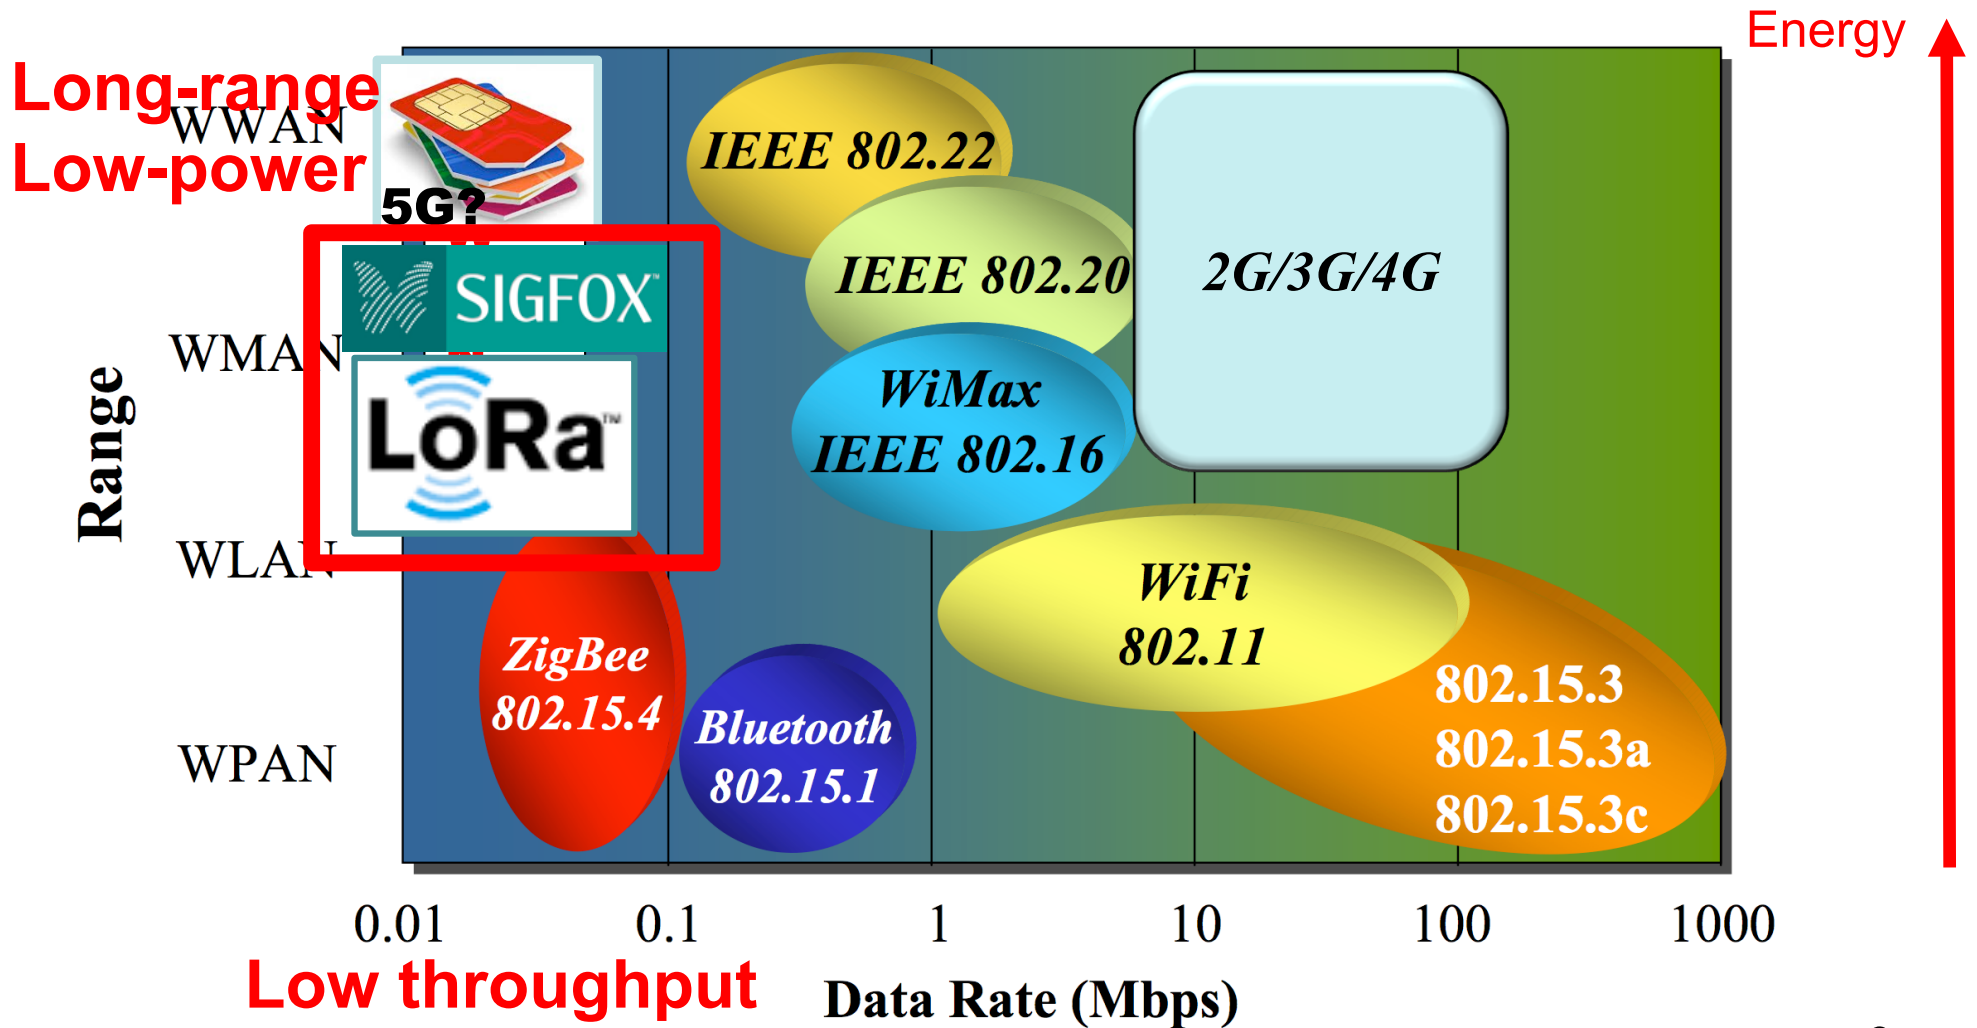 Energy
Long-range
WWAN
Low-power
5G?
IEEE 802.22
SIGFOX™
IEEE 802.20
2G/3G/4G
WMAN
LoRa™
WiMax
IEEE 802.16
Range
WLAN
WiFi
802.11
ZigBee
802.15.4
Bluetooth
802.15.1
802.15.3
802.15.3a
802.15.3c
WPAN
0.01 0.1 1 10 100 1000
Low throughput
Data Rate (Mbps)